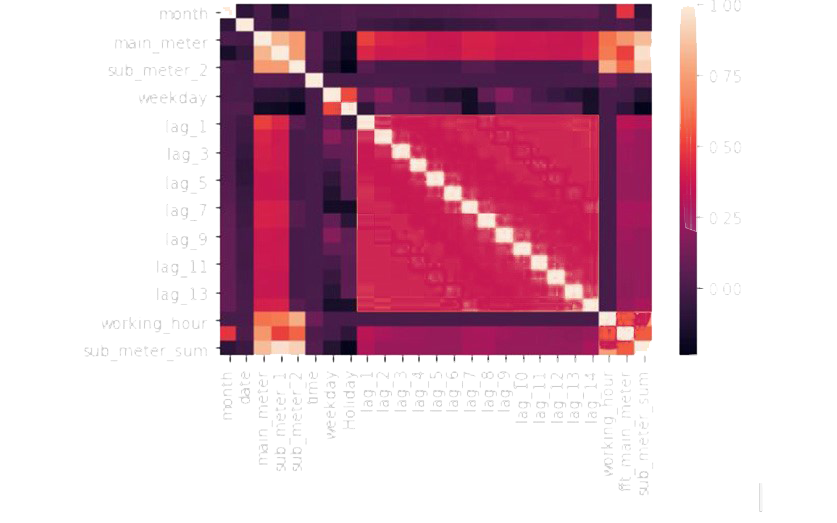 month
main_meter
sub_meter_2
weekday
lag_1
lag_3
lag_5
lag_7
lag_9
lag_11
lag_13
working_hour
sub_meter_sum
1 00
0 75
0 50
0 25
0 00
month
date
main_meter
sub_meter_1
sub_meter_2
time
weekday
Holiday
lag_1
lag_2
lag_3
lag_4
lag_5
lag_6
lag_7
lag_8
lag_9
lag_10
lag_11
lag_12
lag_13
lag_14
working_hour
fft_main_meter
sub_meter_sum